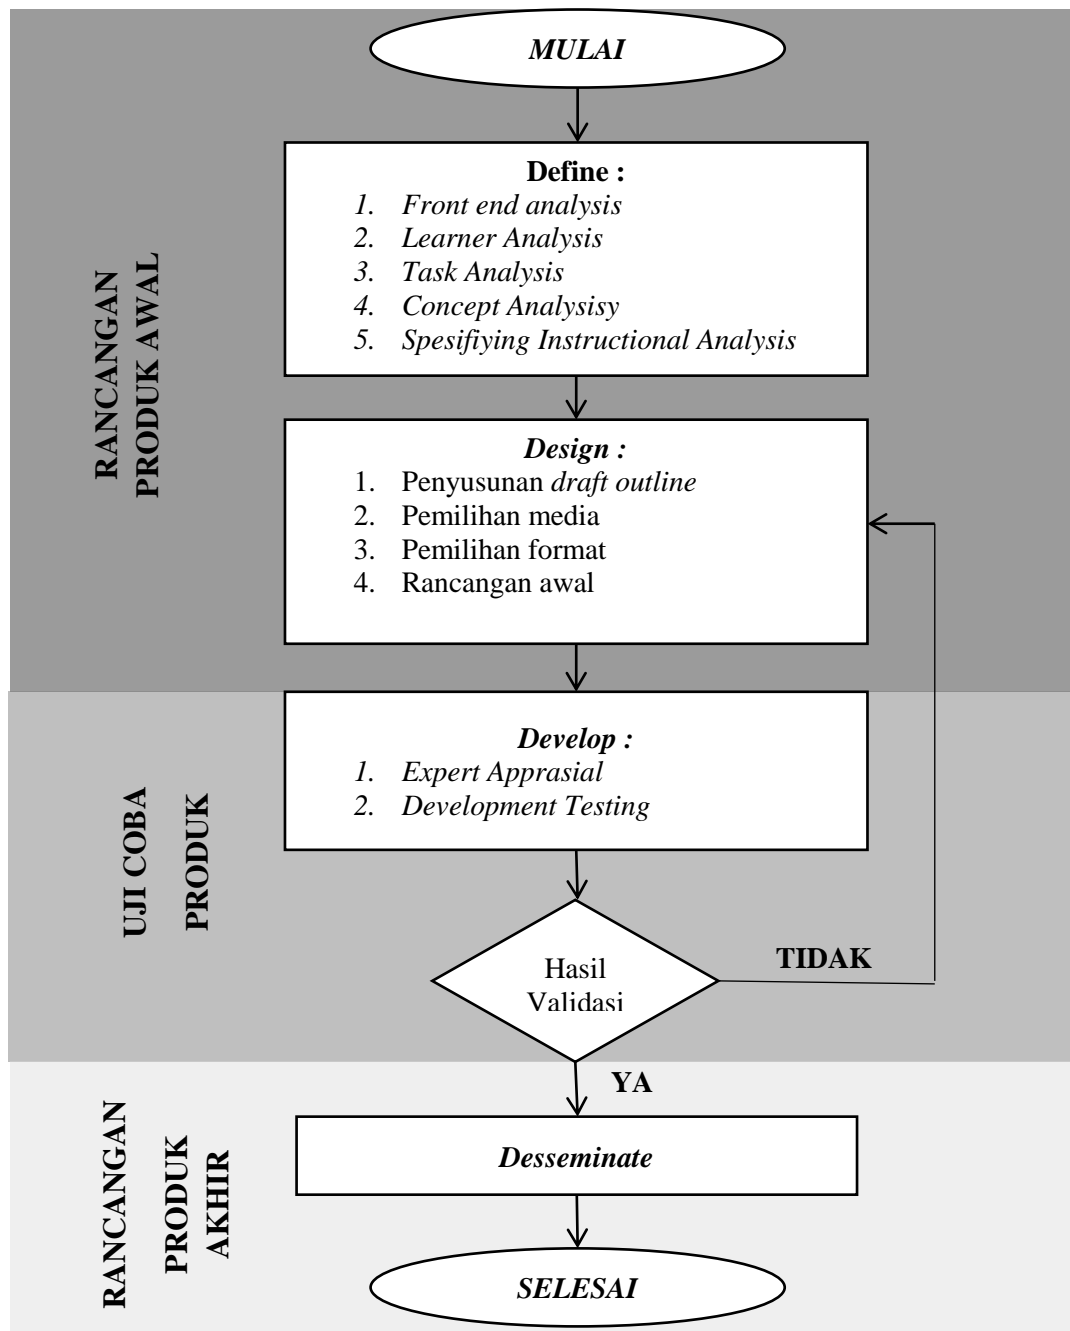 MULAI
Define :
1. Front end analysis
2. Learner Analysis
3. Task Analysis
4. Concept Analysisy
5. Spesifiying Instructional Analysis
RANCANGAN
PRODUK AWAL
Design :
1. Penyusunan draft outline
2. Pemilihan media
3. Pemilihan format
4. Rancangan awal
Develop :
1. Expert Apprasial
2. Development Testing
UJI COBA
PRODUK
Hasil
Validasi
TIDAK
YA
RANCANGAN
PRODUK
AKHIR
Desseminate
SELESAI